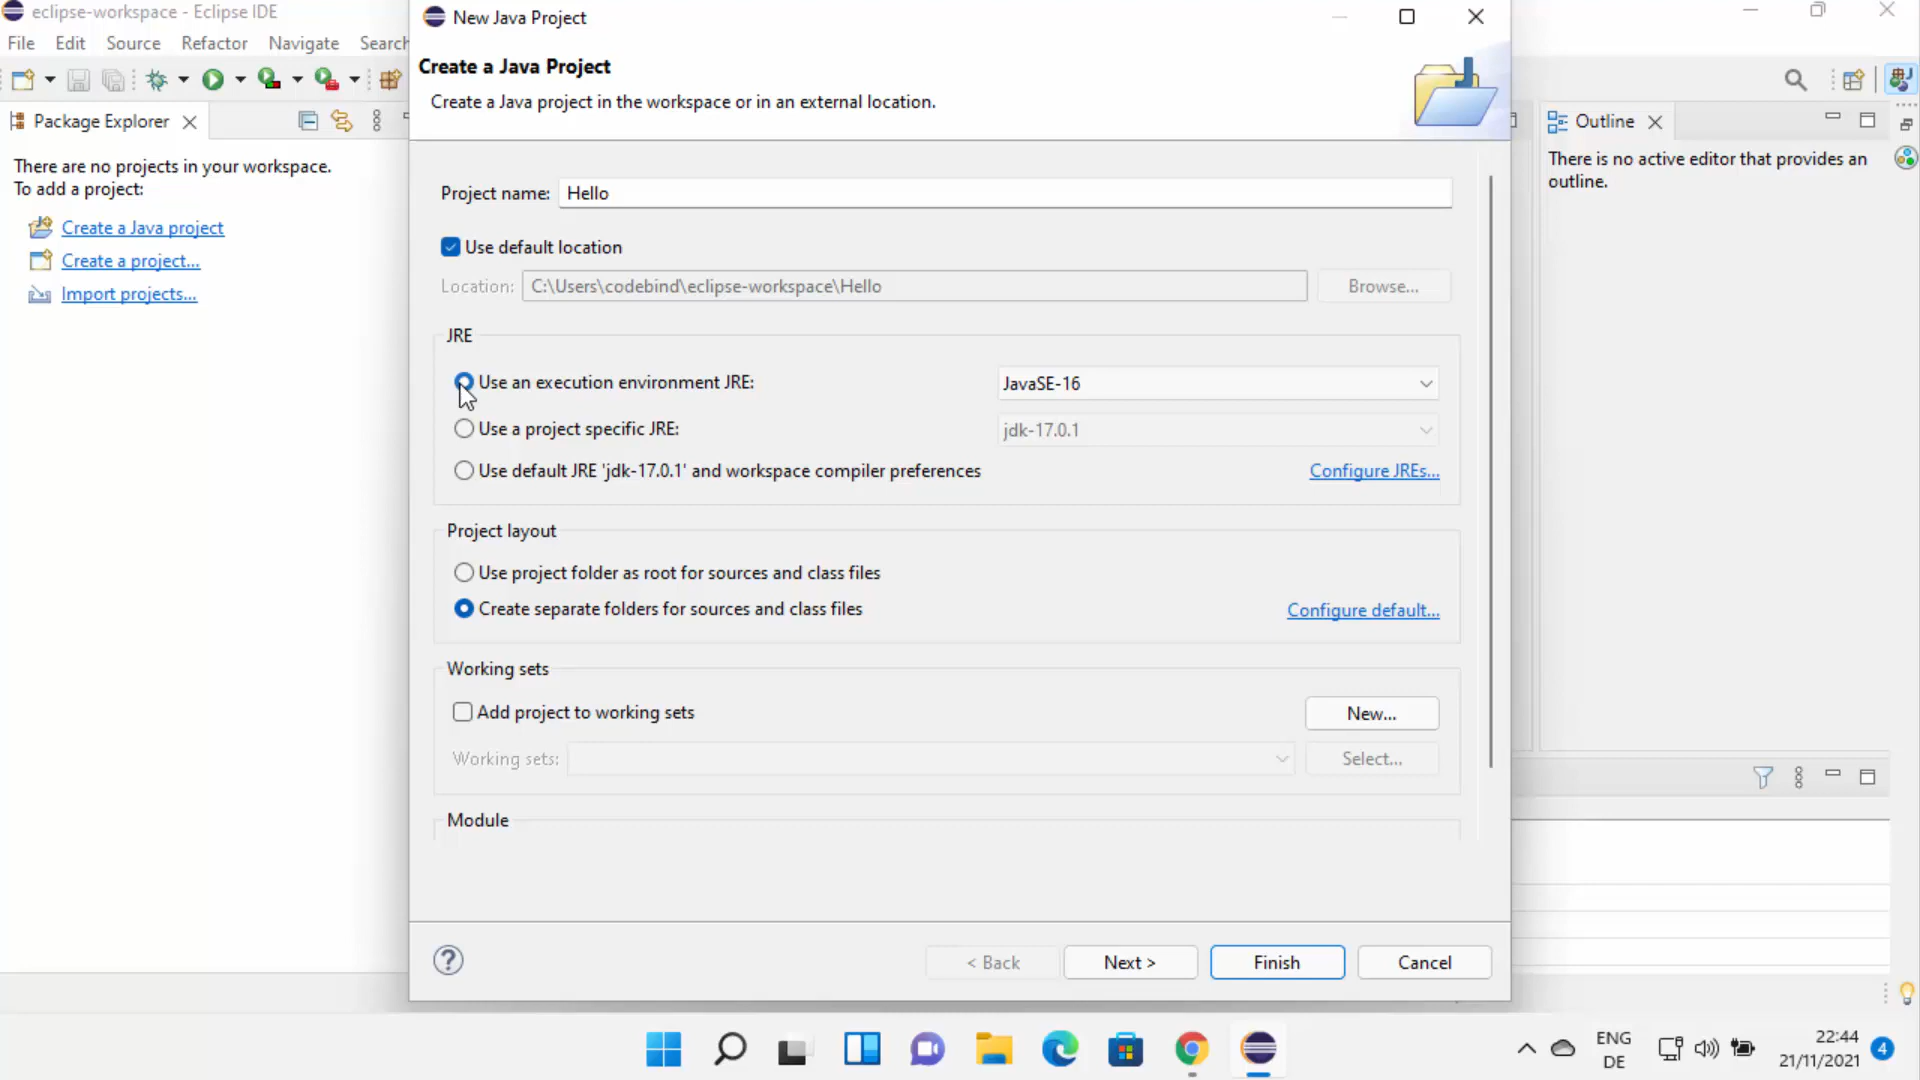 eclipse-workspace - Eclipse IDE
File Edit Source Refactor Navigate Search
Package Explorer
There are no projects in your workspace.
To add a project:
Create a Java project
Create a project...
Import projects...
New Java Project
Create a Java Project
Create a Java project in the workspace or in an external location.
Project name: Hello
Use default location
Location: C:\Users\codebind\eclipse-workspace\Hello Browse...
JRE
Use an execution environment JRE: JavaSE-16
Use a project specific JRE: jdk-17.0.1
Use default JRE 'jdk-17.0.1' and workspace compiler preferences Configure JREs...
Project layout
Use project folder as root for sources and class files
Create separate folders for sources and class files Configure default...
Working sets
Add project to working sets New...
Working sets: Select...
Module
? < Back Next > Finish Cancel
Outline
There is no active editor that provides an
outline.
ENG
DE
22:44
21/11/2021
4